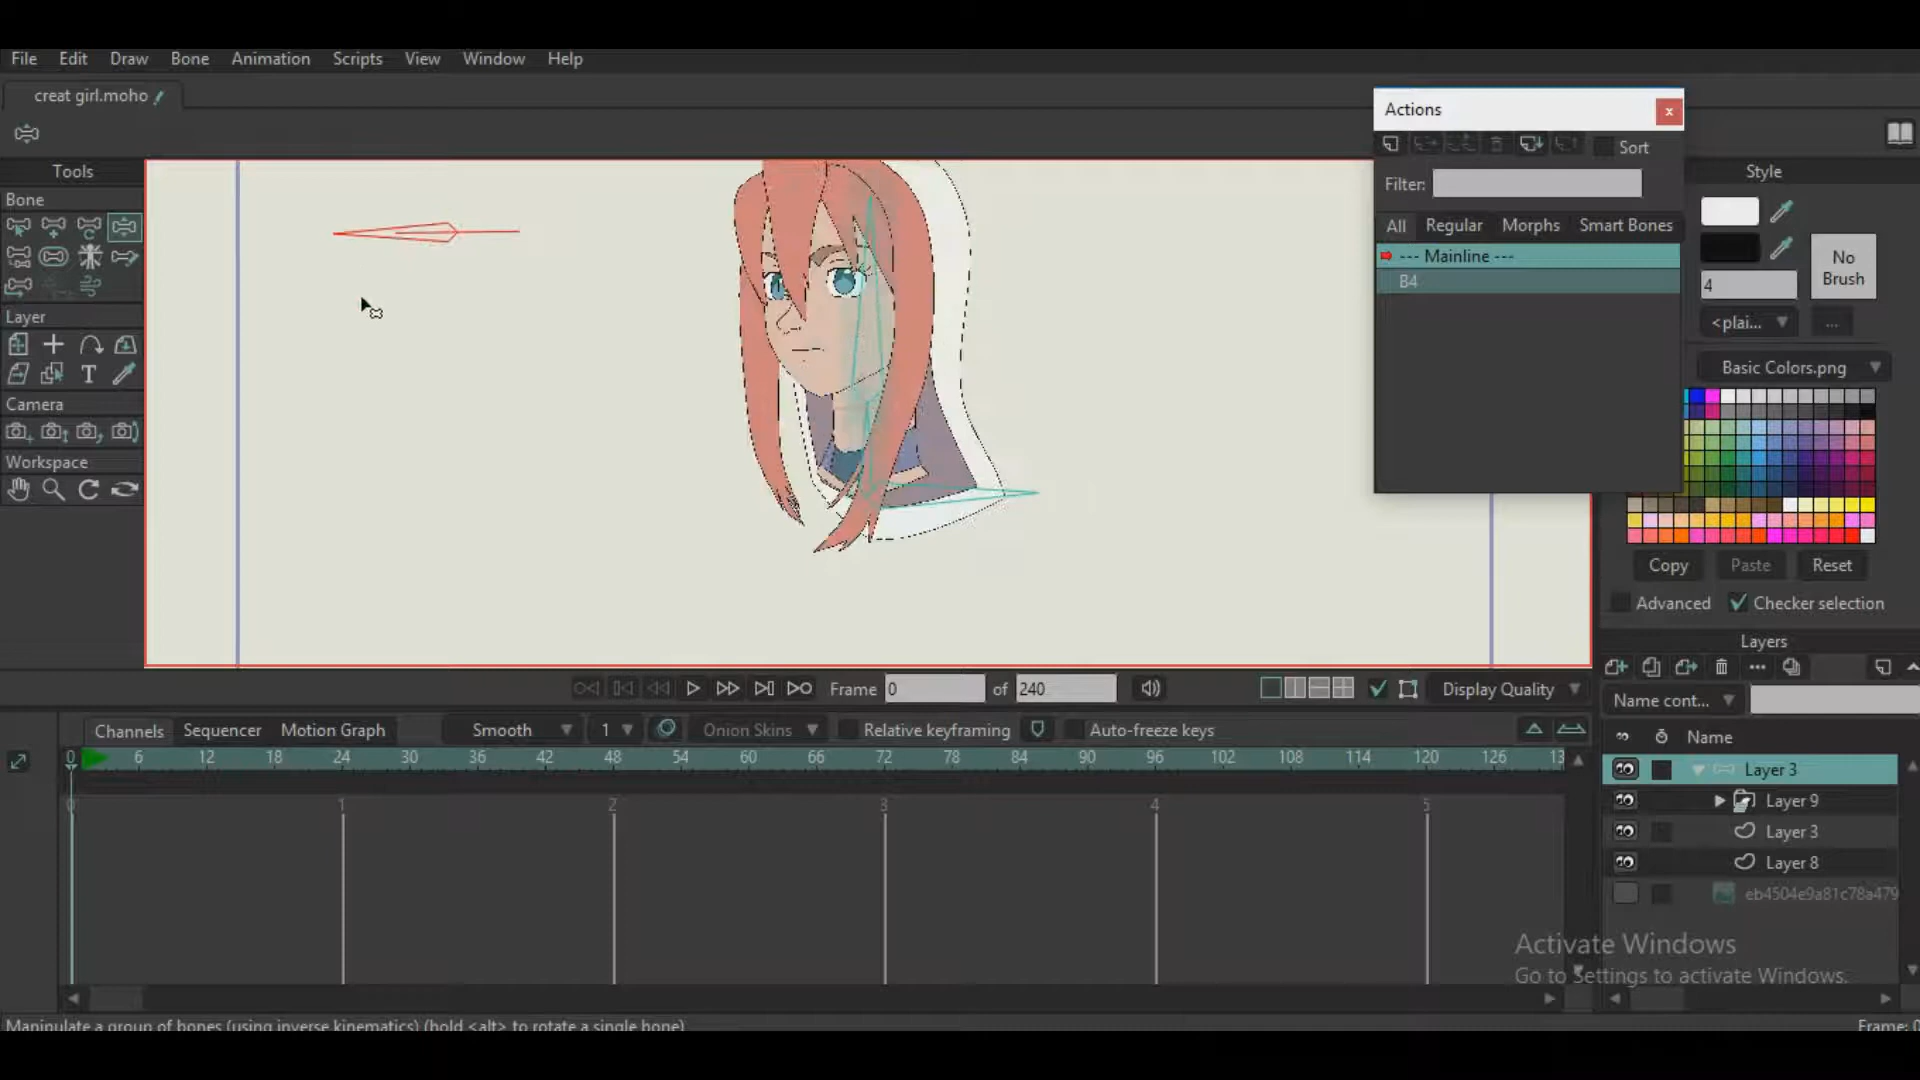 File Edit Draw Bone Animation Scripts View Window Help
creat girl.moho
Actions
Sort
Filter:
All Regular Morphs Smart Bones
--- Mainline ---
B4
Tools
Bone
Layer
T
Camera
Workspace
Style
No Brush
4
<plai...
...
Basic Colors.png
Copy Paste Reset
Advanced Checker selection
Layers
Name cont...
Name
Layer 3
Layer 9
Layer 3
Layer 8
eb4504e9a81c78a479
Frame 0 of 240
Display Quality
Channels Sequencer Motion Graph Smooth 1 Onion Skins Relative keyframing Auto-freeze keys
0 6 12 18 24 30 36 42 48 54 60 66 72 78 84 90 96 102 108 114 120 126 13
0 1 2 3 4 5
Activate Windows
Go to Settings to activate Windows.
Manipulate a group of bones (using inverse kinematics) (hold <alt> to rotate a single bone)
Frame: 0